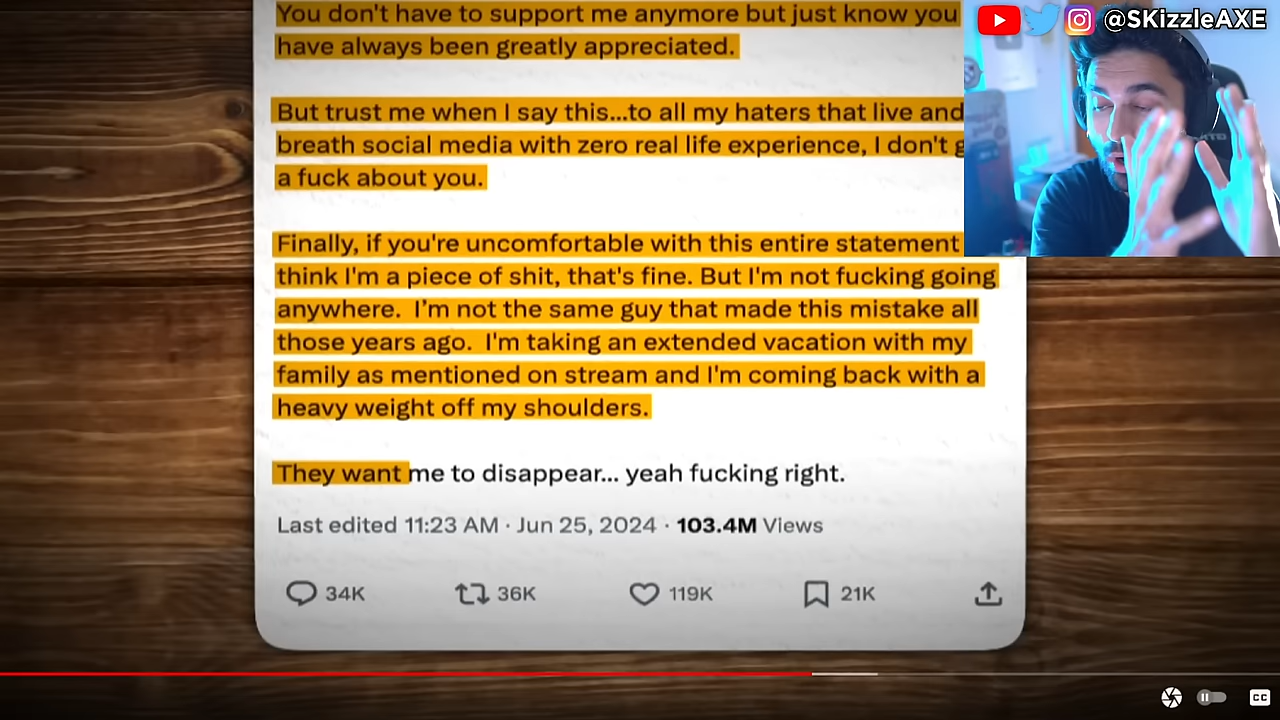 @SKizzleAXE
You don't have to support me anymore but just know you
have always been greatly appreciated.
But trust me when I say this...to all my haters that live and
breath social media with zero real life experience, I don't
a fuck about you.
Finally, if you're uncomfortable with this entire statement
think I'm a piece of shit, that's fine. But I'm not fucking going
anywhere.  I'm not the same guy that made this mistake all
those years ago.  I'm taking an extended vacation with my
family as mentioned on stream and I'm coming back with a
heavy weight off my shoulders.
They want me to disappear... yeah fucking right.
Last edited 11:23 AM · Jun 25, 2024 · 103.4M Views
34K 36K 119K 21K
CC